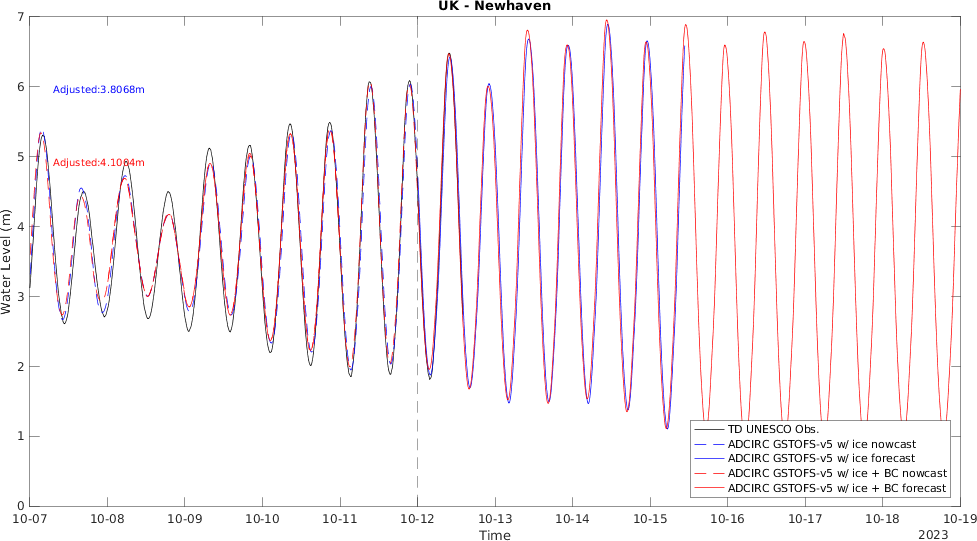 UK - Newhaven
7
6
5
4
3
2
1
0
Water Level (m)
Adjusted:3.8068m
Adjusted:4.1064m
TD UNESCO Obs.
ADCIRC GSTOFS-v5 w/ ice nowcast
ADCIRC GSTOFS-v5 w/ ice forecast
ADCIRC GSTOFS-v5 w/ ice + BC nowcast
ADCIRC GSTOFS-v5 w/ ice + BC forecast
10-07 10-08 10-09 10-10 10-11 10-12 10-13 10-14 10-15 10-16 10-17 10-18 10-19
Time
2023